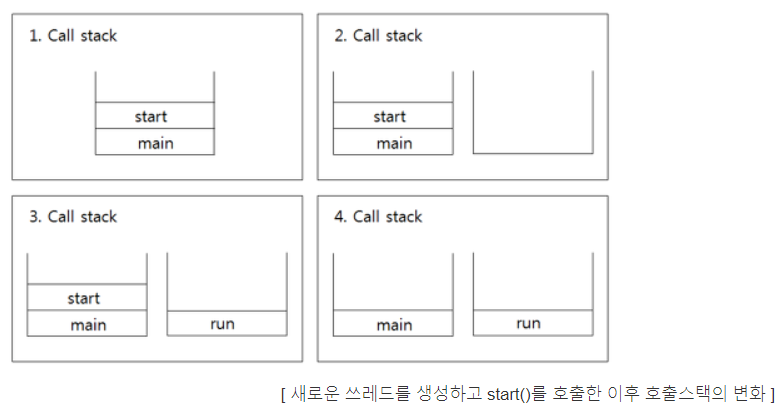 1. Call stack
start
main
2. Call stack
start
main
3. Call stack
start
main
run
4. Call stack
main
run
[ 새로운 쓰레드를 생성하고 start()를 호출한 이후 호출스택의 변화 ]